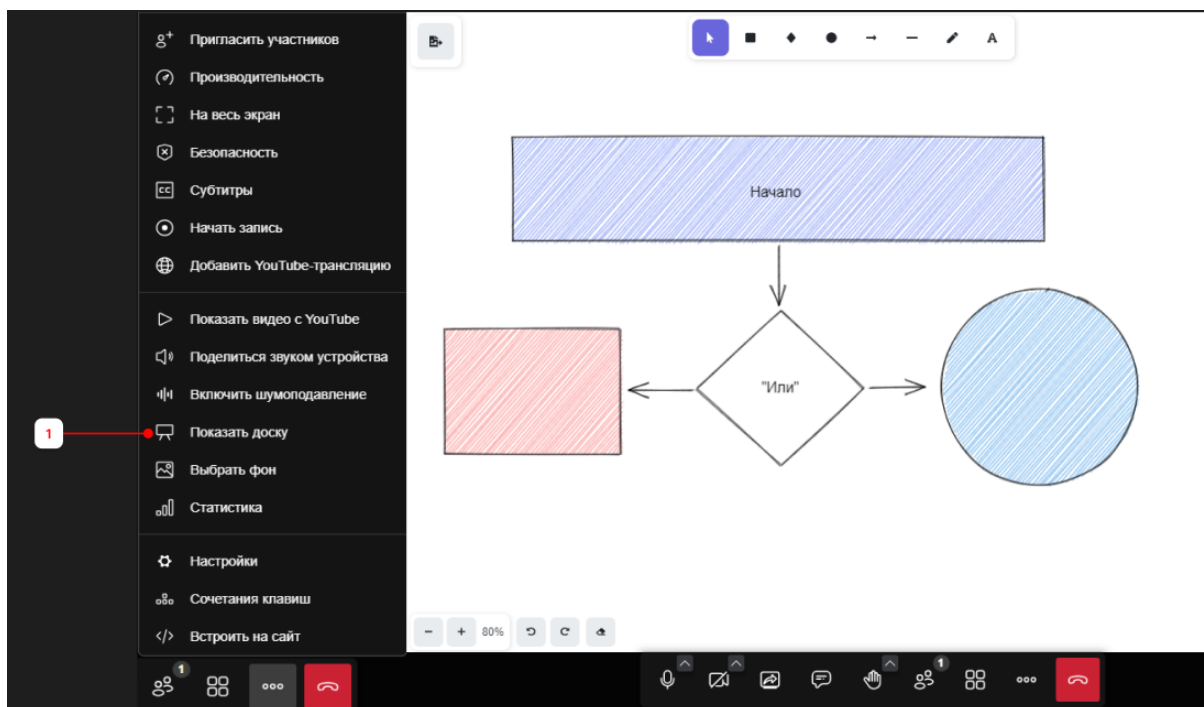 Пригласить участников
Производительность
На весь экран
Безопасность
CC Субтитры
Начать запись
Добавить YouTube-трансляцию
Показать видео с YouTube
Поделиться звуком устройства
Включить шумоподавление
1
Показать доску
Выбрать фон
Статистика
Настройки
Сочетания клавиш
</> Встроить на сайт
1
A
Начало
"Или"
80%
1